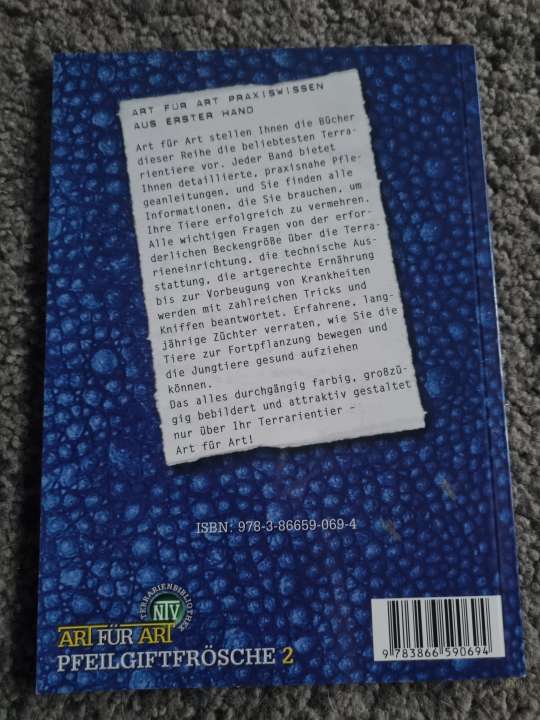 ART FÜR ART PRAXISWISSEN
AUS ERSTER HAND
Art für Art stellen Ihnen die Bücher
dieser Reihe die beliebtesten Terra-
rientiere vor. Jeder Band bietet
Ihnen detaillierte, praxisnahe Pfle-
geanleitungen, und Sie finden alle
Informationen, die Sie brauchen, um
Ihre Tiere erfolgreich zu vermehren.
Alle wichtigen Fragen von der erfor-
derlichen Beckengröße über die Terra-
rieneinrichtung, die technische Aus-
stattung, die artgerechte Ernährung
bis zur Vorbeugung von Krankheiten
werden mit zahlreichen Tricks und
Kniffen beantwortet. Erfahrene, lang-
jährige Züchter verraten, wie Sie die
Tiere zur Fortpflanzung bewegen und
die Jungtiere gesund aufziehen
können.
Das alles durchgängig farbig, großzü-
gig bebildert und attraktiv gestaltet
nur über Ihr Terrarientier –
Art für Art!
ISBN: 978-3-86659-069-4
TERRARIENBIBLIOTHEK
NTV
ART FÜR ART
PFEILGIFTFRÖSCHE 2
9 783866 590694